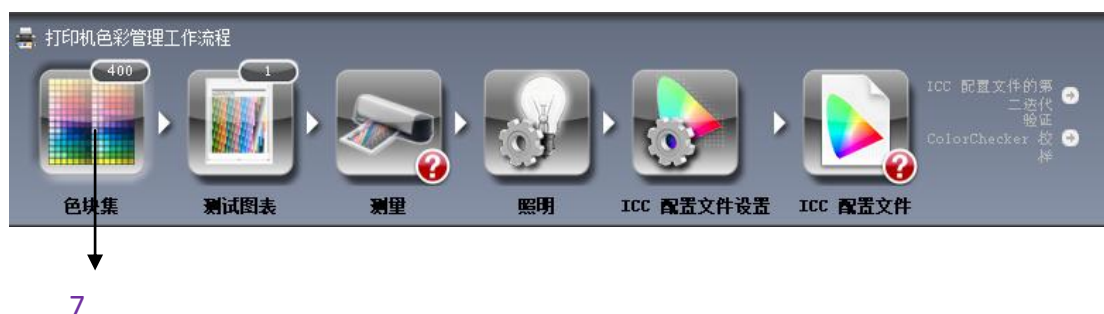 打印机色彩管理工作流程
400
1
ICC 配置文件的第
二迭代
验证
ColorChecker 校
样
?
?
色块集
测试图表
测量
照明
ICC 配置文件设置
ICC 配置文件
7